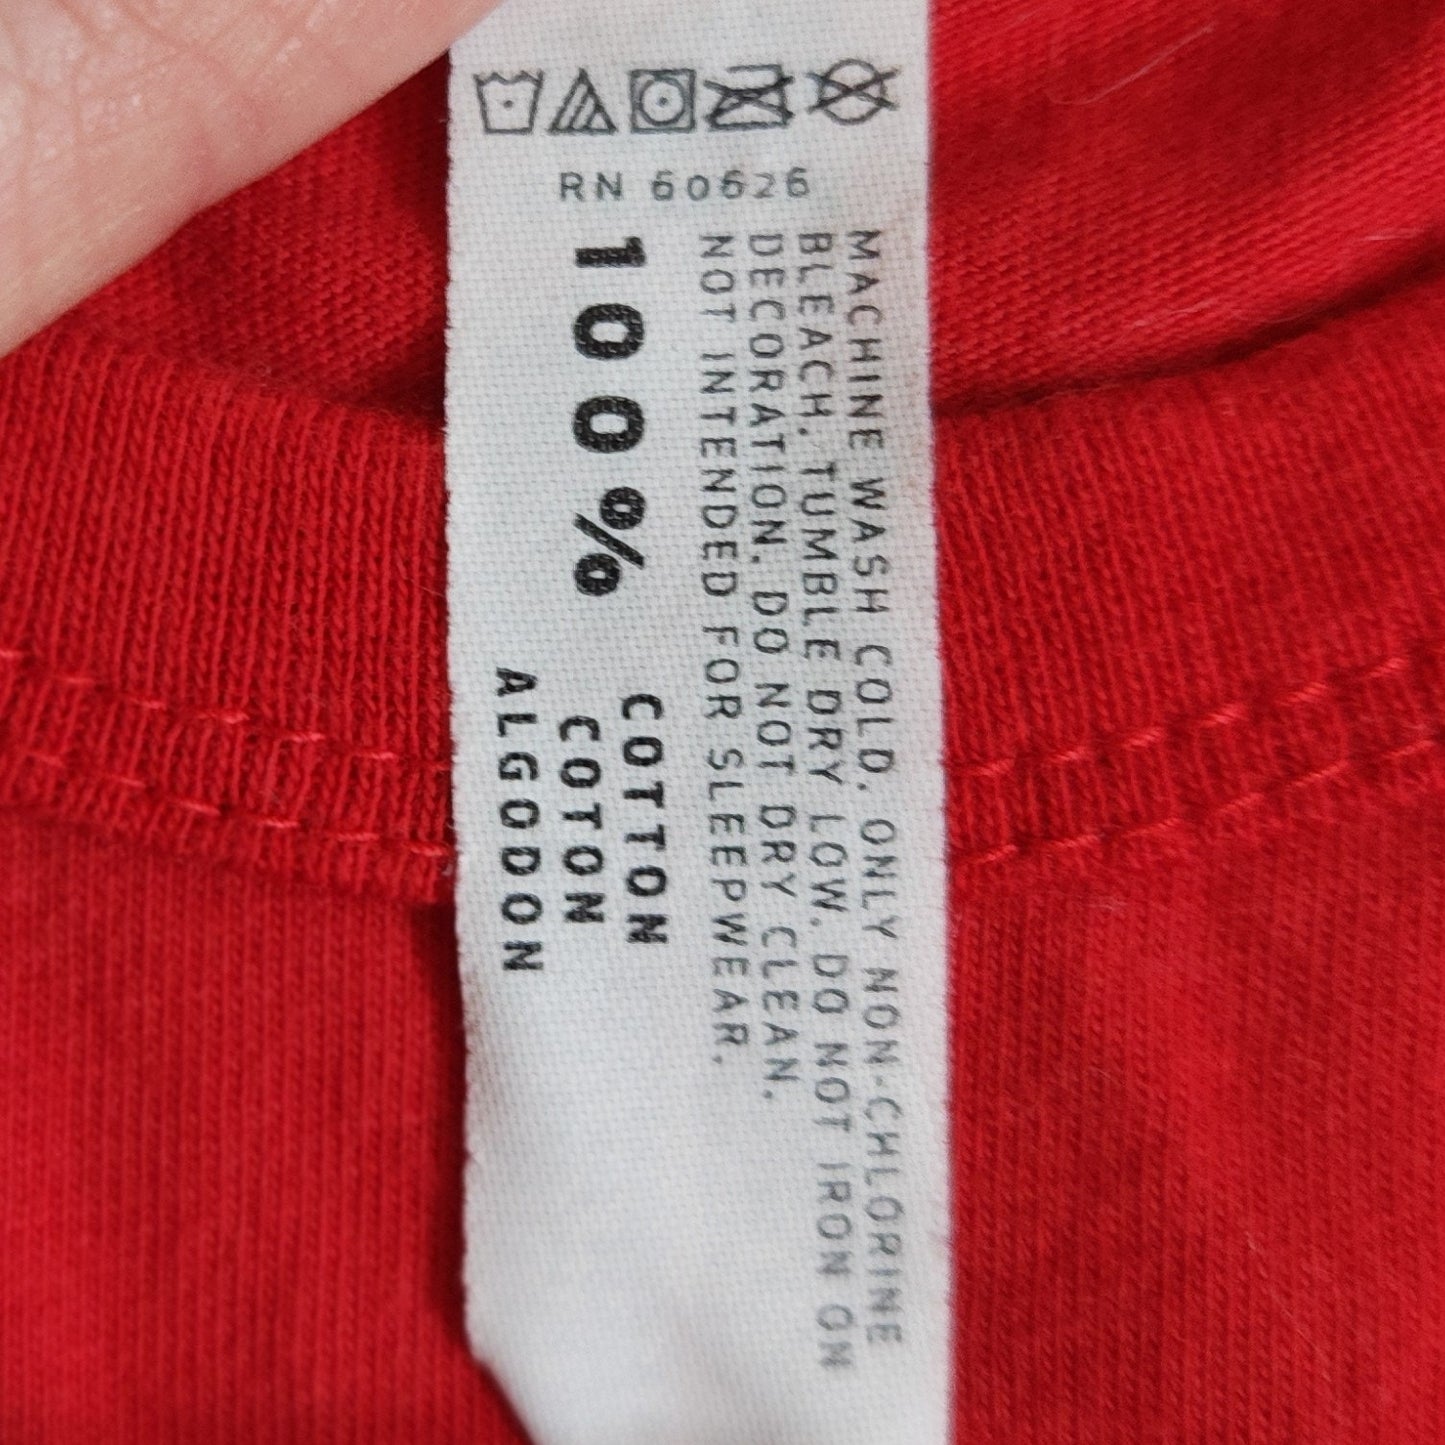 RN 60626
MACHINE WASH COLD. ONLY NON-CHLORINE
BLEACH. TUMBLE DRY LOW. DO NOT IRON ON
DECORATION. DO NOT DRY CLEAN.
NOT INTENDED FOR SLEEPWEAR.
100%
COTTON
COTON
ALGODON